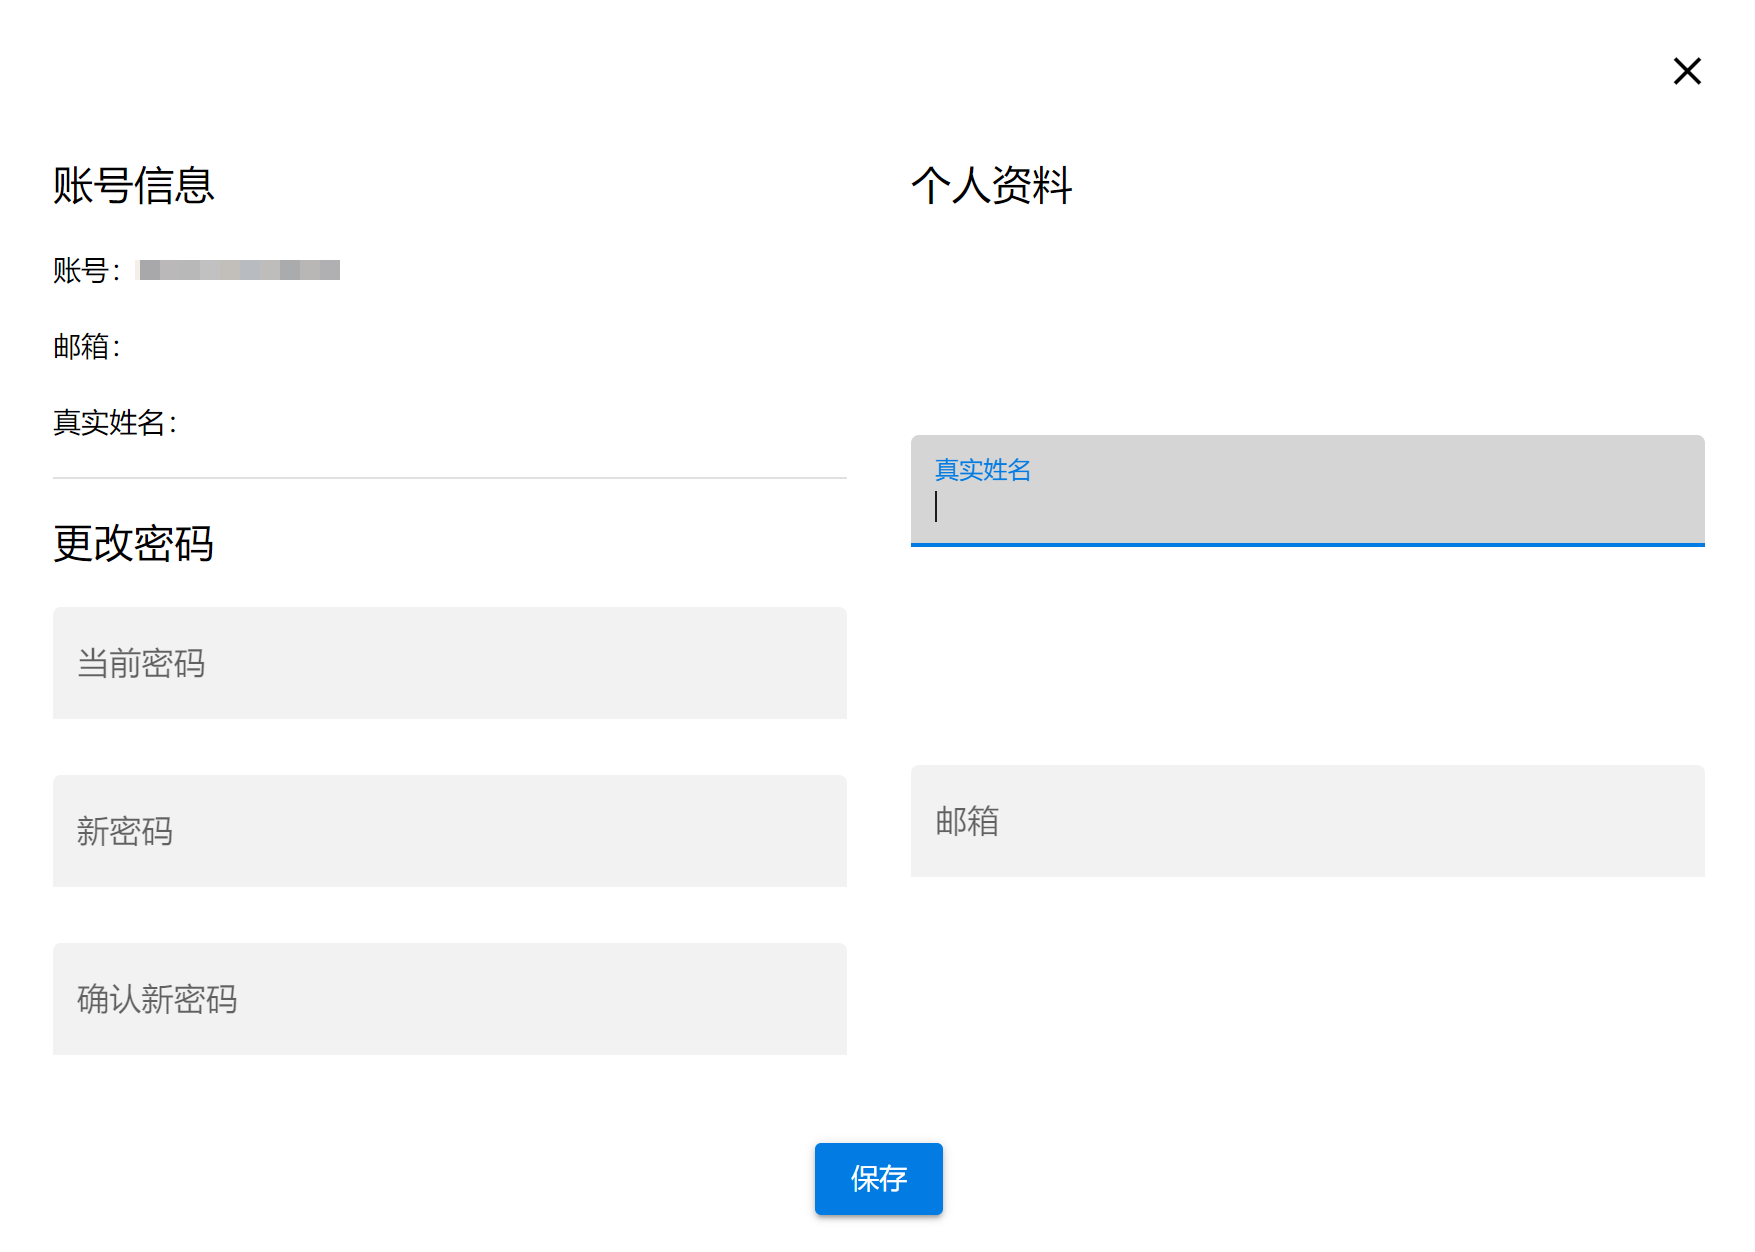 账号信息
账号：
邮箱：
真实姓名：
更改密码
当前密码
新密码
确认新密码
个人资料
真实姓名
邮箱
保存